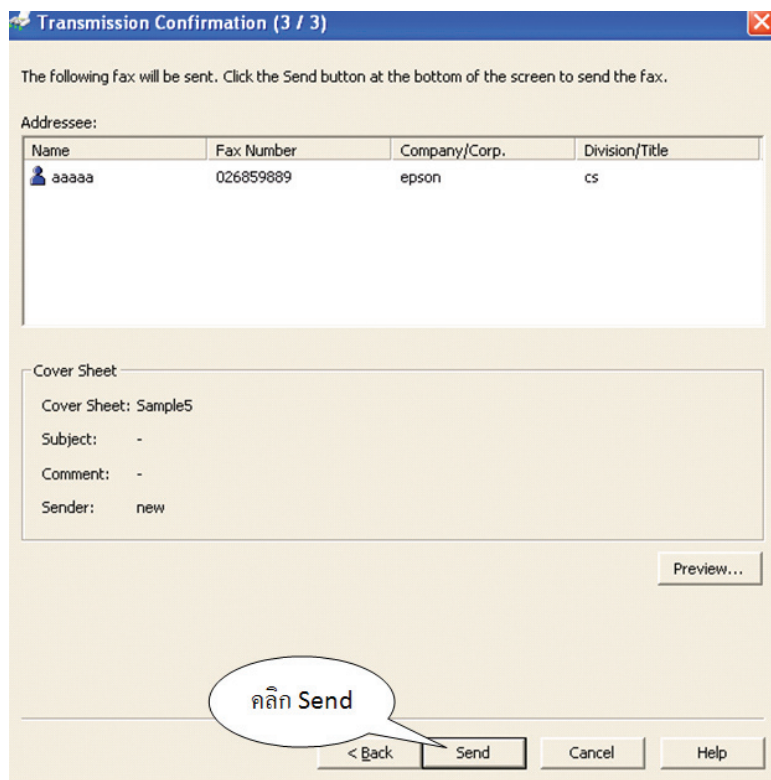 Transmission Confirmation (3 / 3)
The following fax will be sent. Click the Send button at the bottom of the screen to send the fax.
Addressee:
Name Fax Number Company/Corp. Division/Title
aaaaa 026859889 epson cs
Cover Sheet
Cover Sheet: Sample5
Subject: -
Comment: -
Sender: new
Preview...
คลิก Send
< Back Send Cancel Help